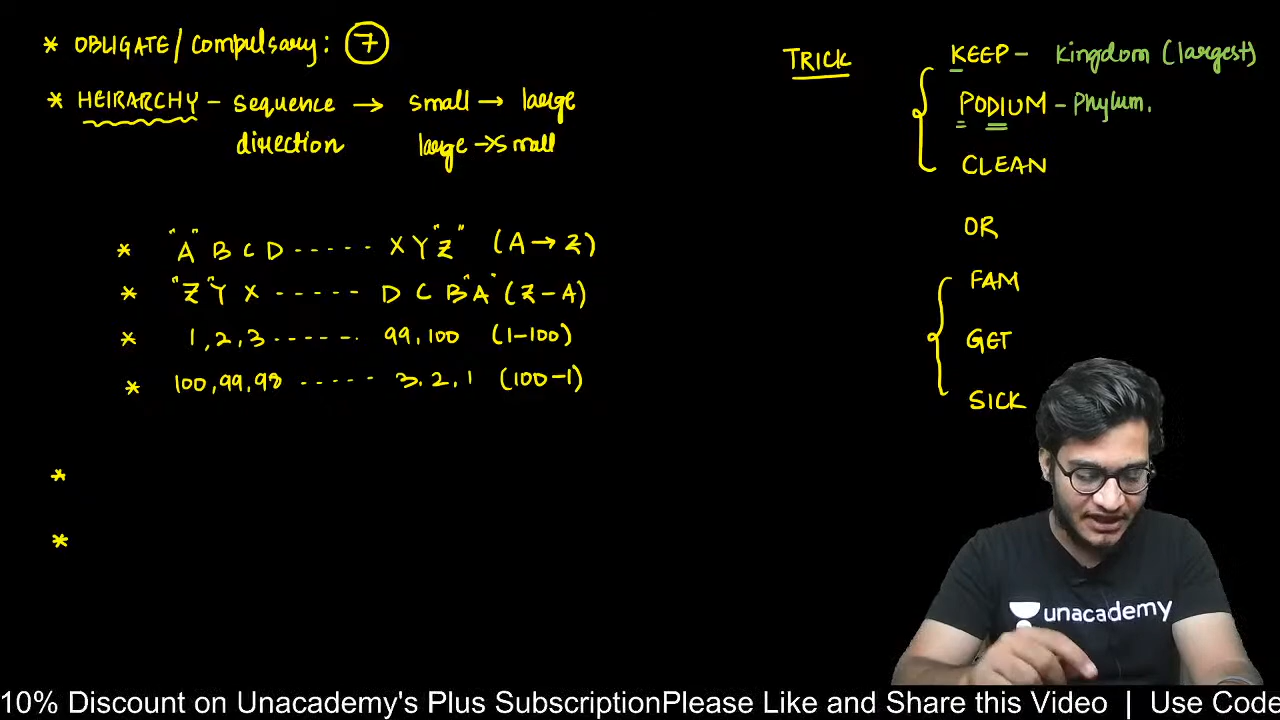 * OBLIGATE/Compulsary: 7
* HEIRARCHY - sequence → small → large
direction large → small
* "A" B C D ------ X Y "Z" (A → Z)
* "Z" Y X ------ D C B "A" (Z - A)
* 1, 2, 3 ------- 99, 100 (1-100)
* 100, 99, 98 ------ 3, 2, 1 (100-1)
*
*
TRICK
KEEP - Kingdom (largest)
PODIUM - Phylum.
CLEAN
OR
FAM
GET
SICK
unacademy
10% Discount on Unacademy's Plus SubscriptionPlease Like and Share this Video | Use Code